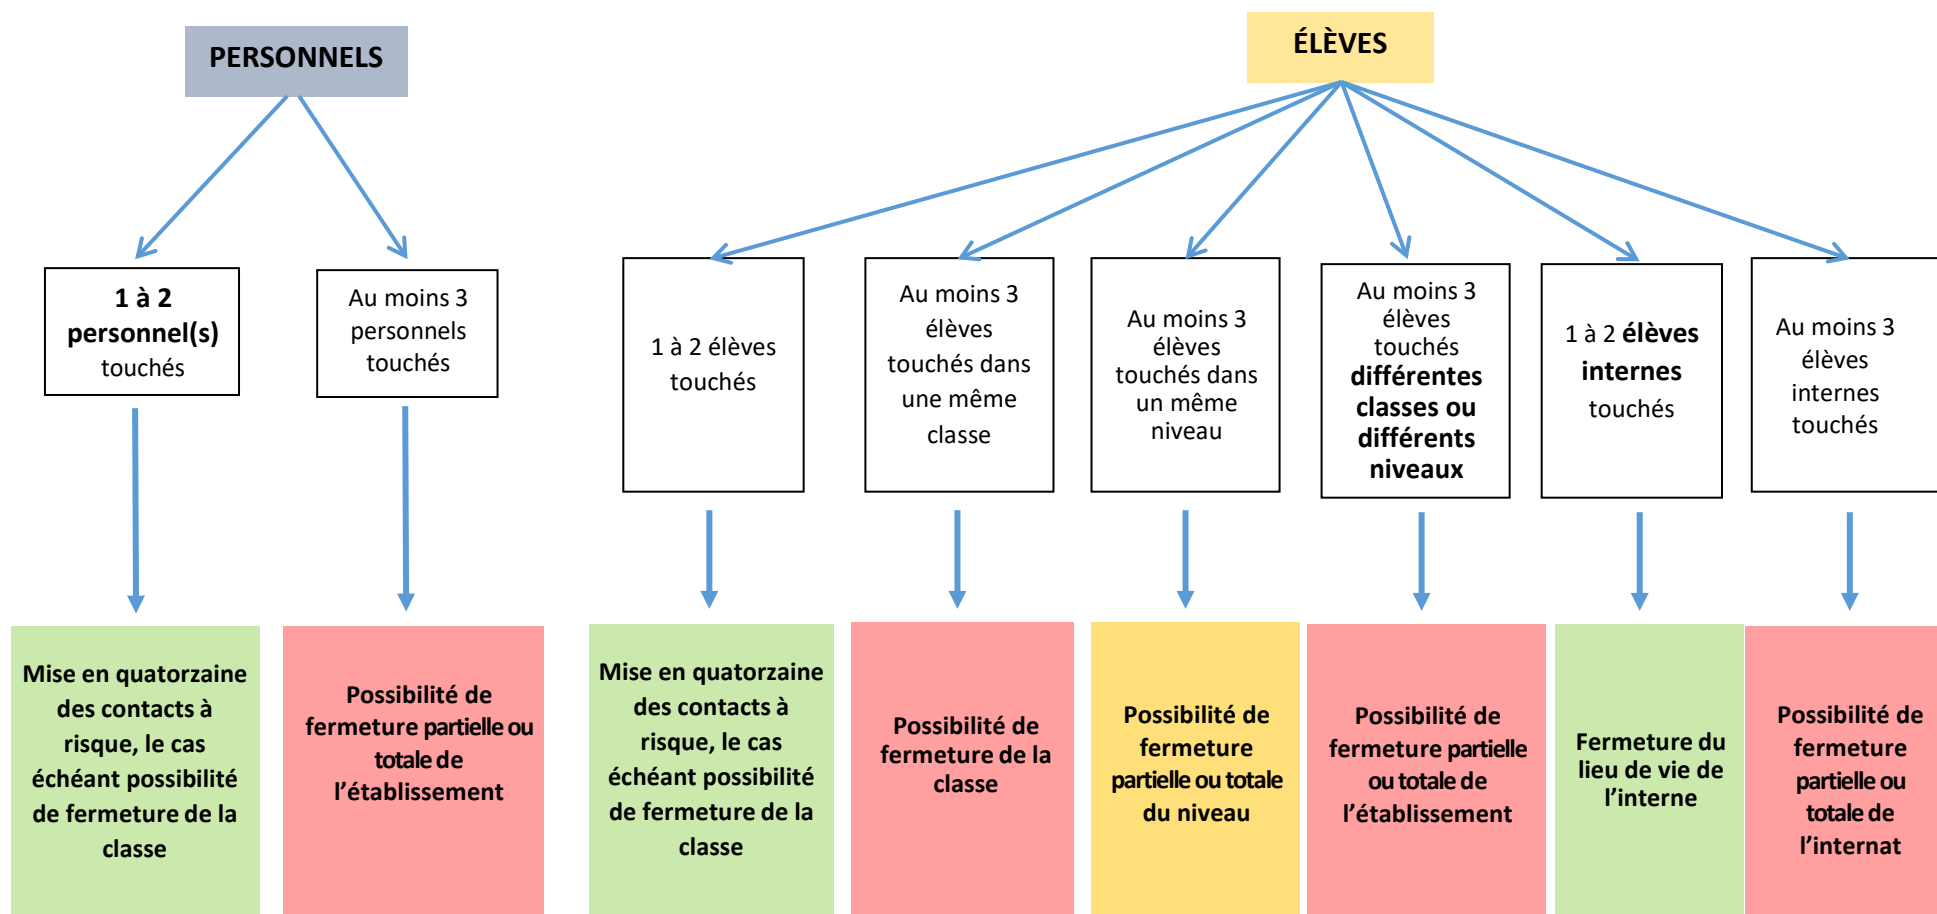 PERSONNELS
ÉLÈVES
1 à 2
personnel(s)
touchés
Au moins 3
personnels
touchés
1 à 2 élèves
touchés
Au moins 3
élèves
touchés dans
une même
classe
Au moins 3
élèves
touchés dans
un même
niveau
Au moins 3
élèves
touchés
différentes
classes ou
différents
niveaux
1 à 2 élèves
internes
touchés
Au moins 3
élèves
internes
touchés
Mise en quatorzaine
des contacts à
risque, le cas
échéant possibilité
de fermeture de la
classe
Possibilité de
fermeture partielle ou
totale de
l’établissement
Mise en quatorzaine
des contacts à
risque, le cas
échéant possibilité
de fermeture de la
classe
Possibilité de
fermeture de la
classe
Possibilité de
fermeture
partielle ou totale
du niveau
Possibilité de
fermeture partielle
ou totale de
l’établissement
Fermeture du
lieu de vie de
l’interne
Possibilité de
fermeture
partielle ou
totale de
l’internat